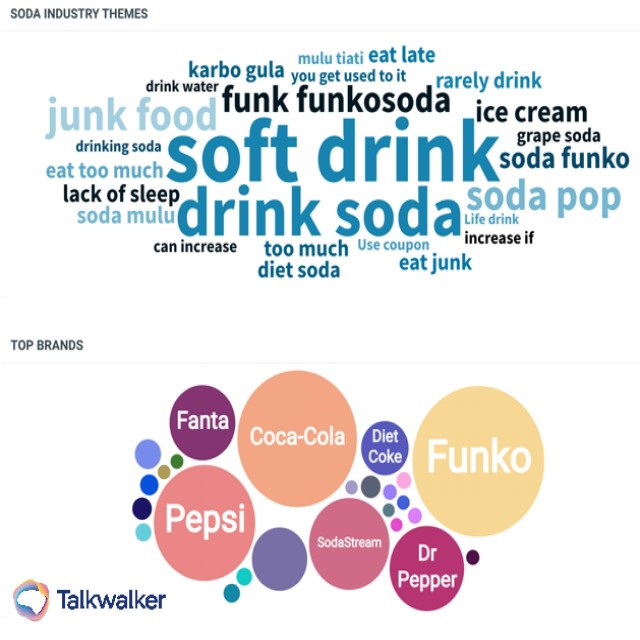 SODA INDUSTRY THEMES
mulu tiati
eat late
karbo gula
you get used to it
rarely drink
drink water
funk funkosoda
junk food
ice cream
grape soda
drinking soda
soft drink
soda funko
eat too much
lack of sleep
drink soda
soda pop
soda mulu
Life drink
can increase
too much
Use coupon
increase if
diet soda
eat junk
TOP BRANDS
Fanta
Coca-Cola
Diet
Coke
Funko
Pepsi
SodaStream
Dr
Pepper
Talkwalker